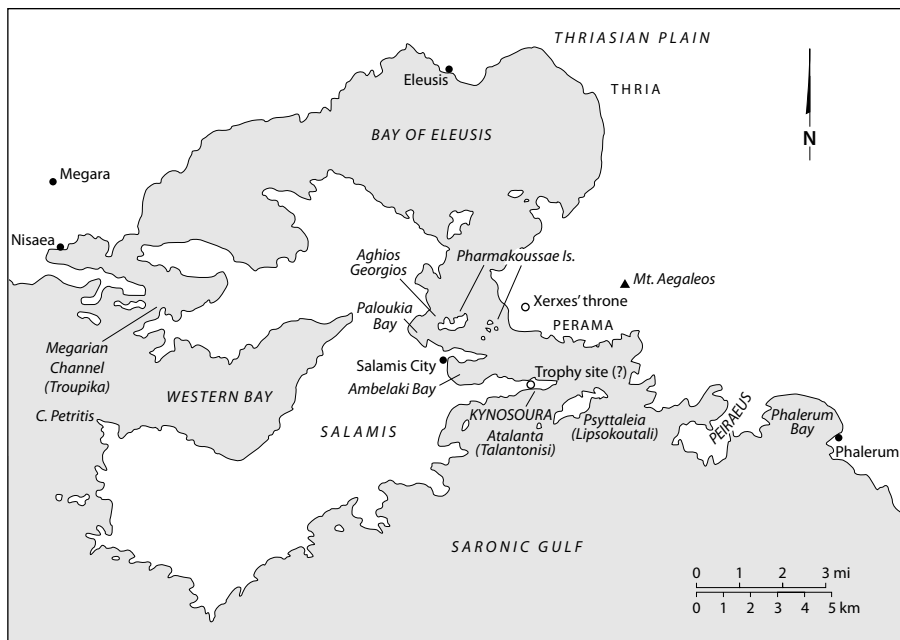 THRIASIAN PLAIN
Eleusis
THRIA
BAY OF ELEUSIS
N
Megara
Nisaea
Aghios
Georgios
Pharmakoussae Is.
Mt. Aegaleos
Xerxes’ throne
Paloukia
Bay
PERAMA
Megarian
Channel
(Troupika)
Salamis City
Trophy site (?)
Ambelaki Bay
WESTERN BAY
C. Petritis
KYNOSOURA
Psyttaleia
(Lipsokoutali)
PEIRAEUS
Phalerum
Bay
SALAMIS
Atalanta
(Talantonisi)
Phalerum
SARONIC GULF
0 1 2 3 mi
0 1 2 3 4 5 km